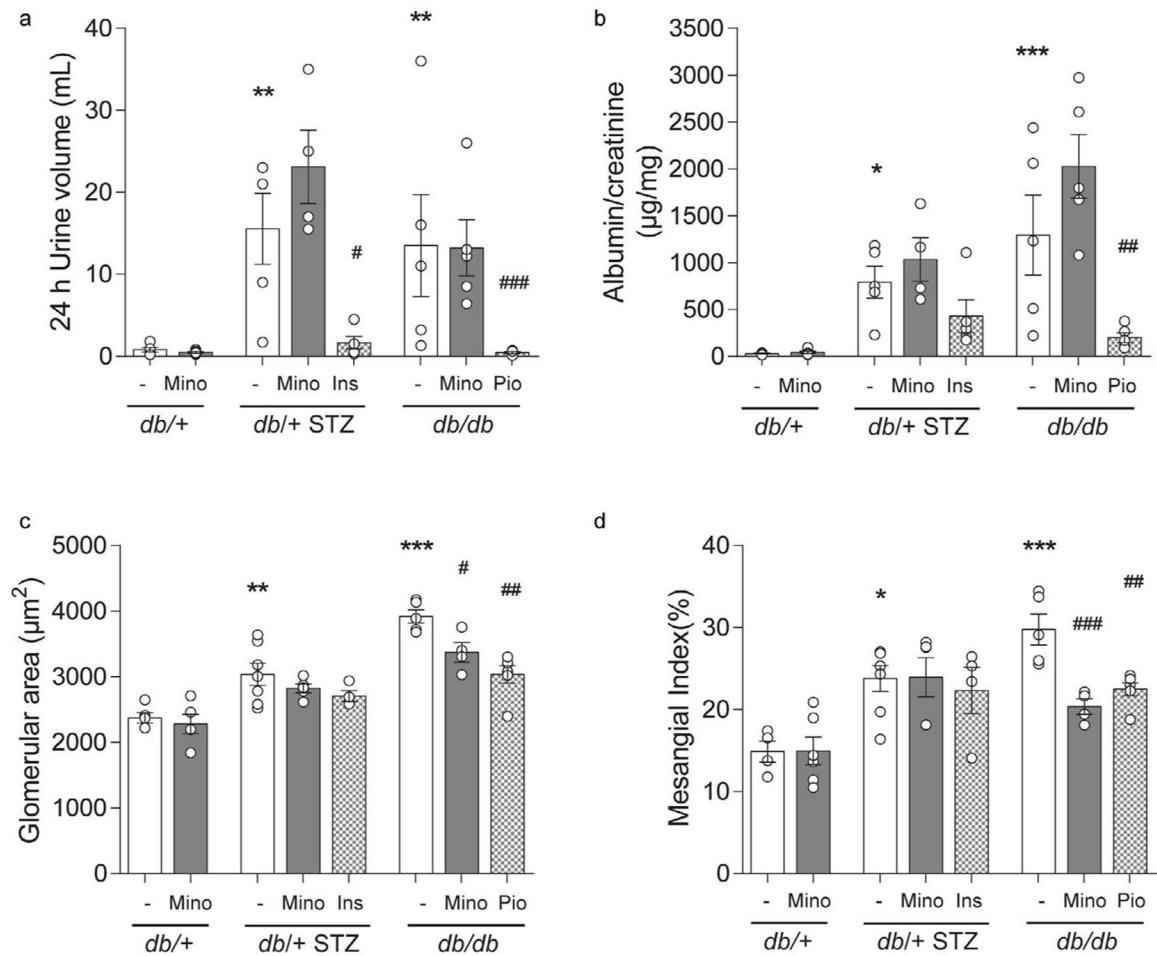 a
24 h Urine volume (mL)
40
30
20
10
0
**
**
#
###
- Mino - Mino Ins - Mino Pio
db/+ db/+ STZ db/db
b
Albumin/creatinine
(µg/mg)
3500
3000
2500
2000
1500
1000
500
0
*
***
##
- Mino - Mino Ins - Mino Pio
db/+ db/+ STZ db/db
c
Glomerular area (µm²)
5000
4000
3000
2000
1000
0
**
***
#
##
- Mino - Mino Ins - Mino Pio
db/+ db/+ STZ db/db
d
Mesangial Index(%)
40
30
20
10
0
*
***
###
##
- Mino - Mino Ins - Mino Pio
db/+ db/+ STZ db/db